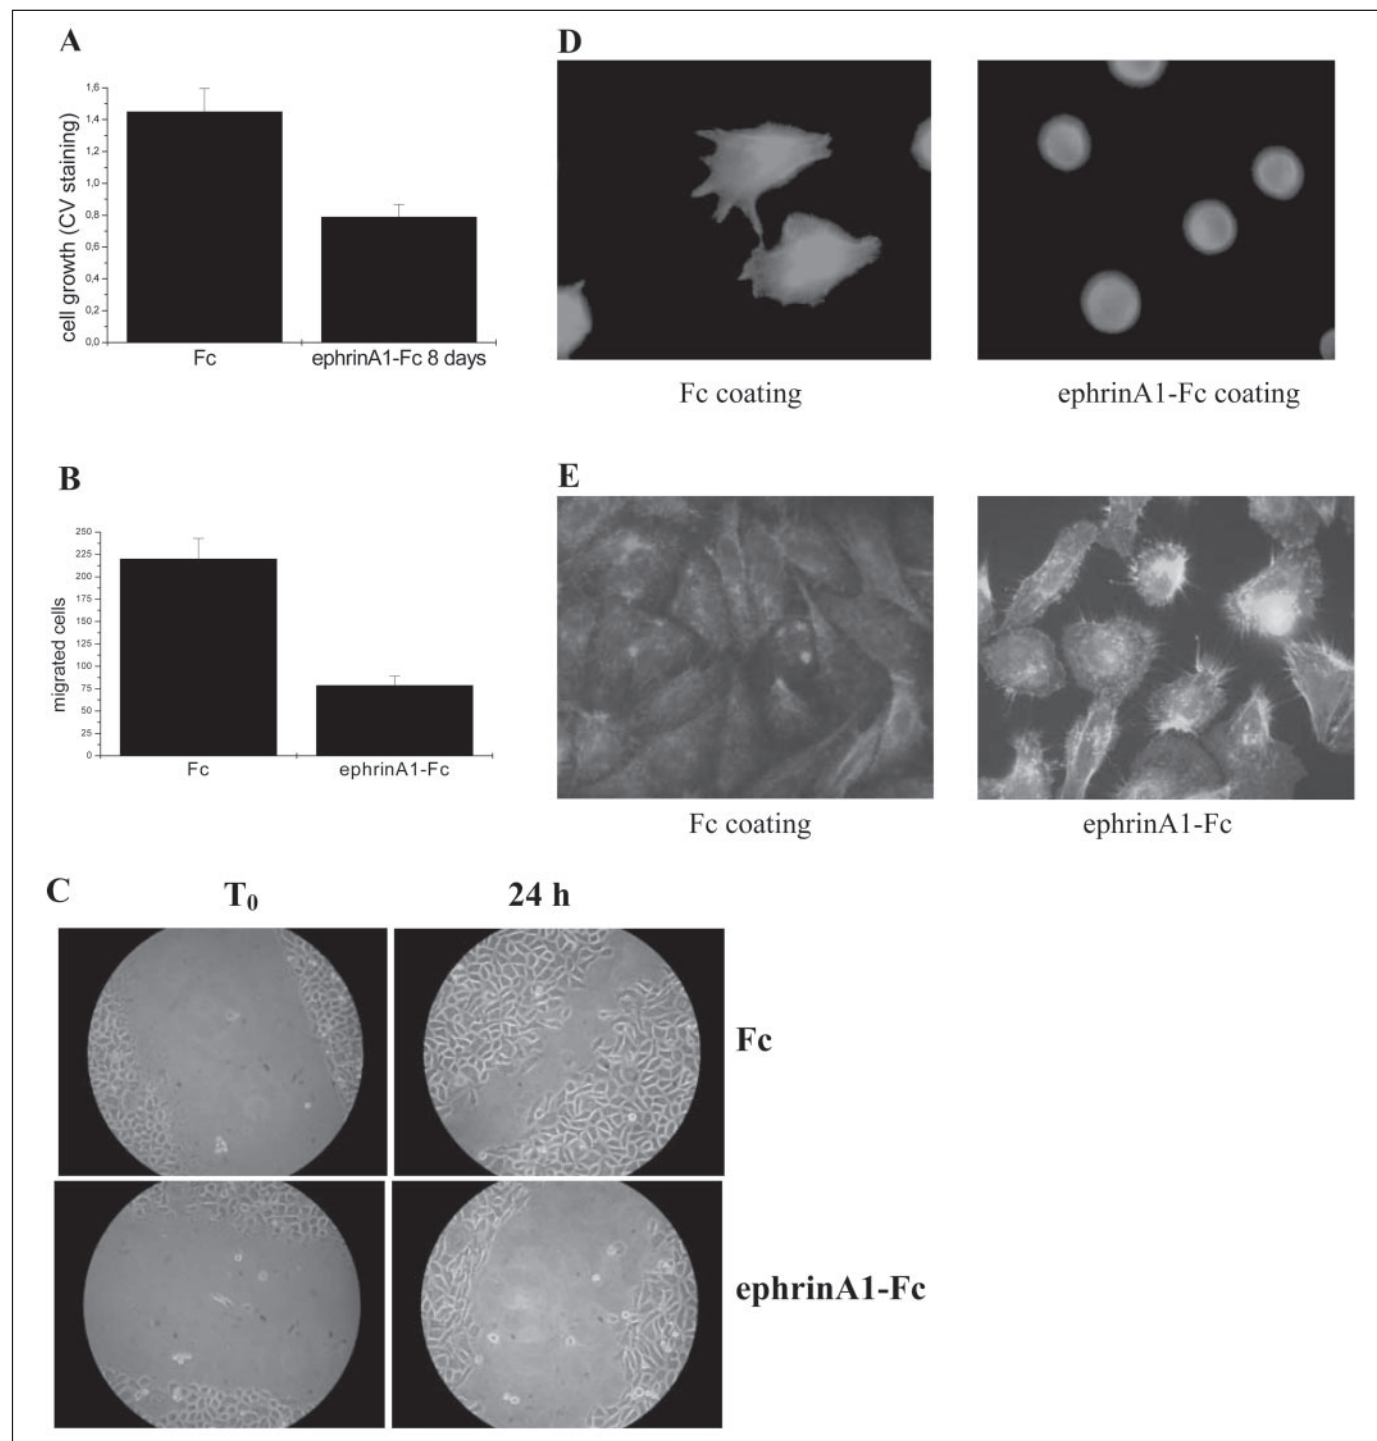 A
1,6
1,4
1,2
1,0
0,8
0,6
0,4
0,2
0,0
cell growth (CV staining)
Fc
ephrinA1-Fc 8 days
D
Fc coating
ephrinA1-Fc coating
B
250
225
200
175
150
125
100
75
50
25
0
migrated cells
Fc
ephrinA1-Fc
E
Fc coating
ephrinA1-Fc
C
T₀
24 h
Fc
ephrinA1-Fc